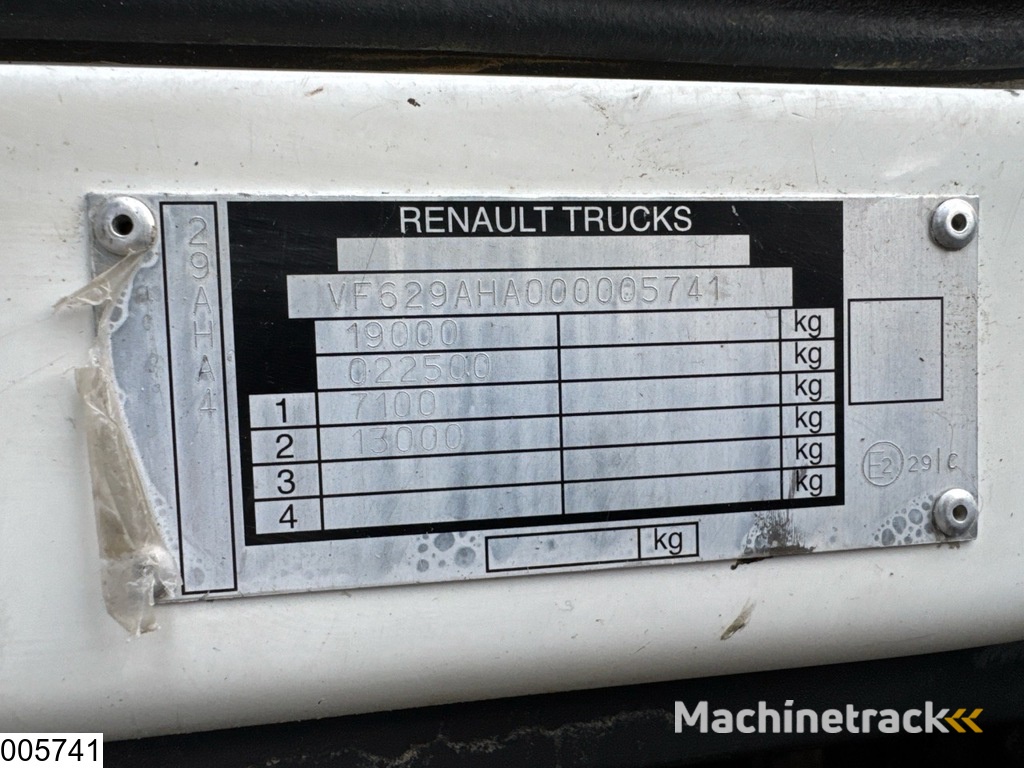 RENAULT TRUCKS
29AHA4
VF629AHA000005741
19000 kg
022500 kg
1 7100 kg
2 13000 kg
3 kg
4 kg
kg
E2 29|C
Machinetrack
005741